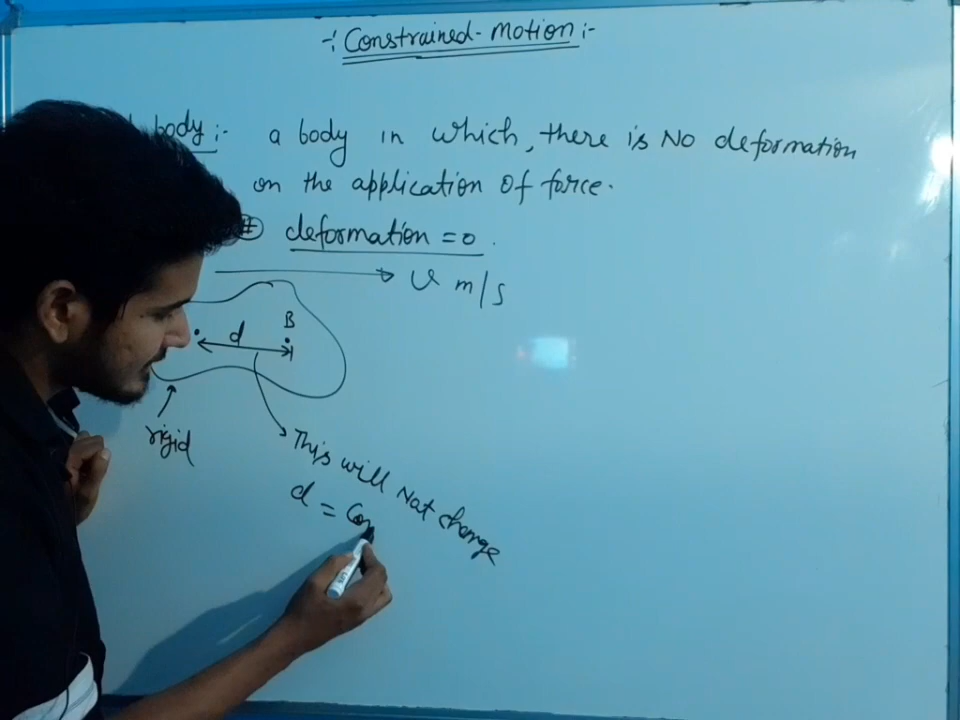 -: Constrained-Motion :-
body :- a body in which, there is No deformation
on the application of force.
deformation = 0.
v m/s
B
d
rigid
This will Not change
d = Con